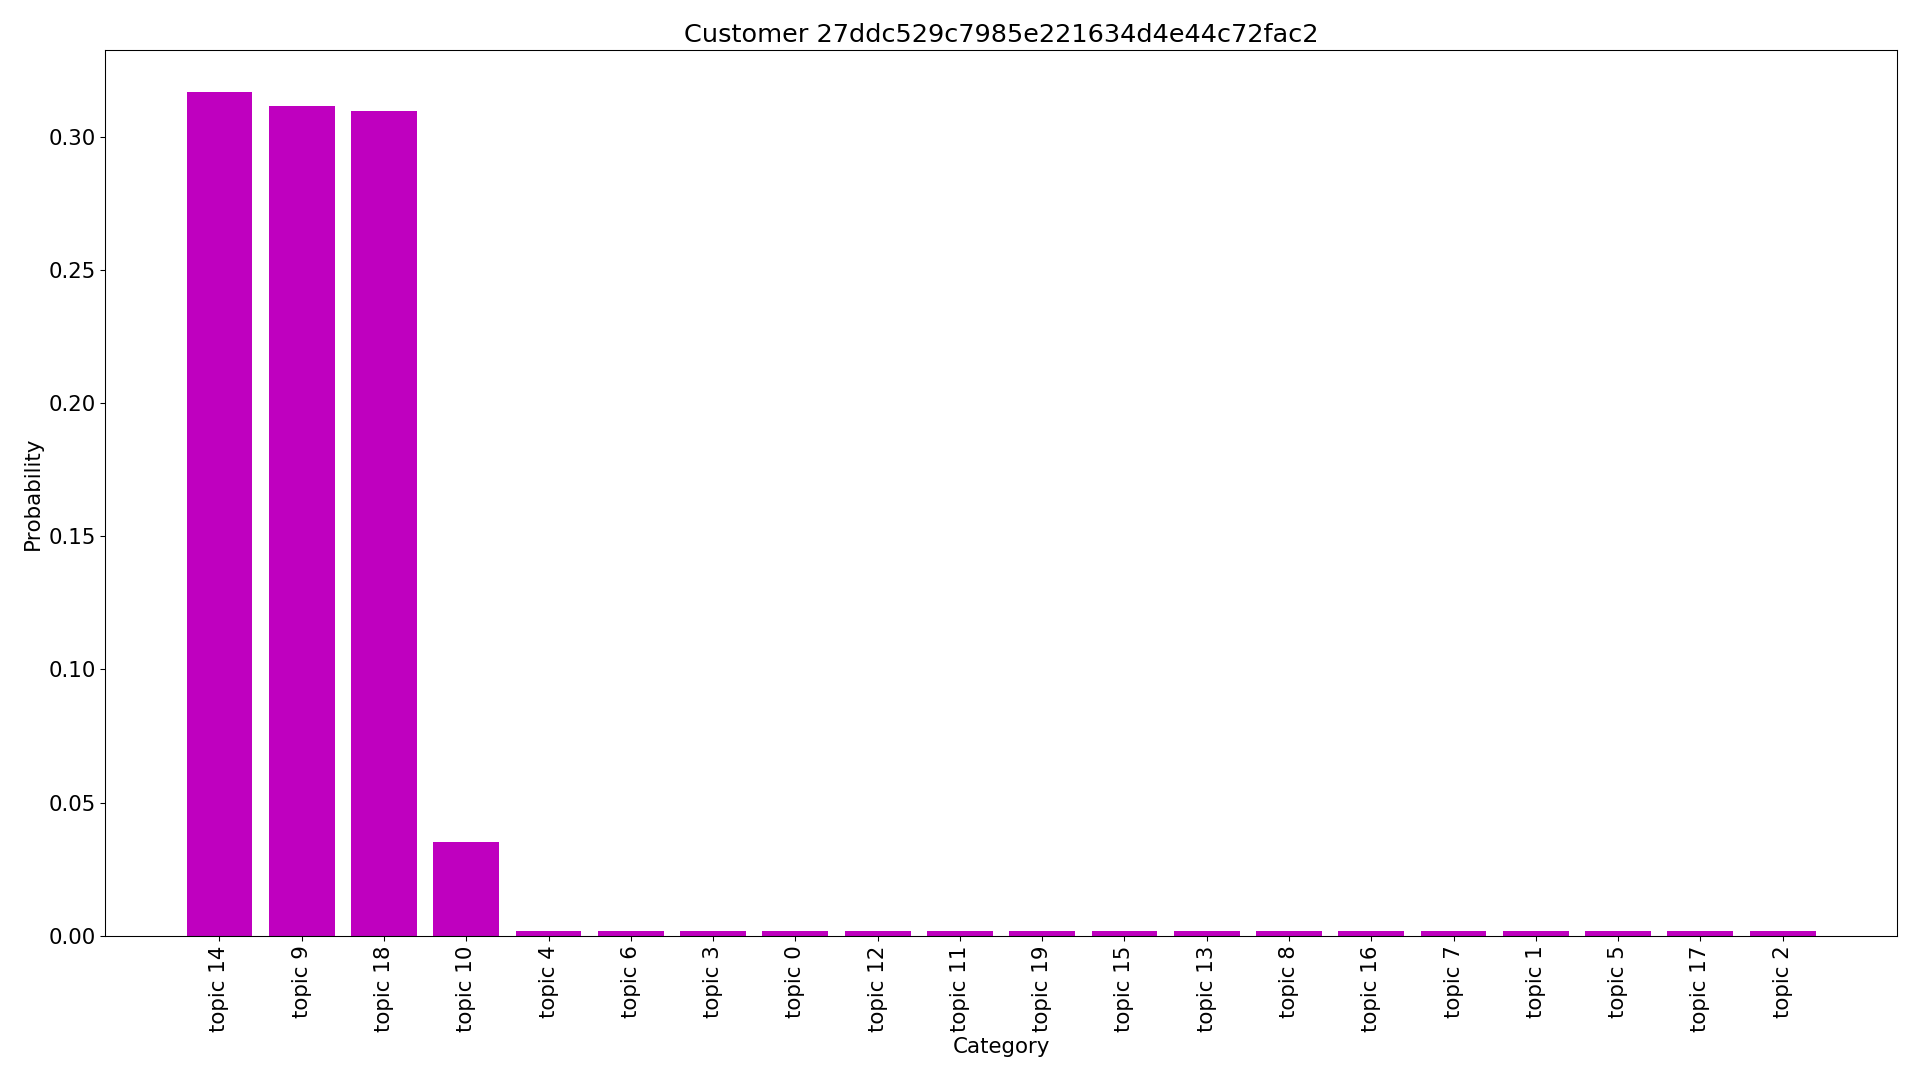 Customer 27ddc529c7985e221634d4e44c72fac2
Probability
0.30
0.25
0.20
0.15
0.10
0.05
0.00
topic 14
topic 9
topic 18
topic 10
topic 4
topic 6
topic 3
topic 0
topic 12
topic 11
topic 19
topic 15
topic 13
topic 8
topic 16
topic 7
topic 1
topic 5
topic 17
topic 2
Category